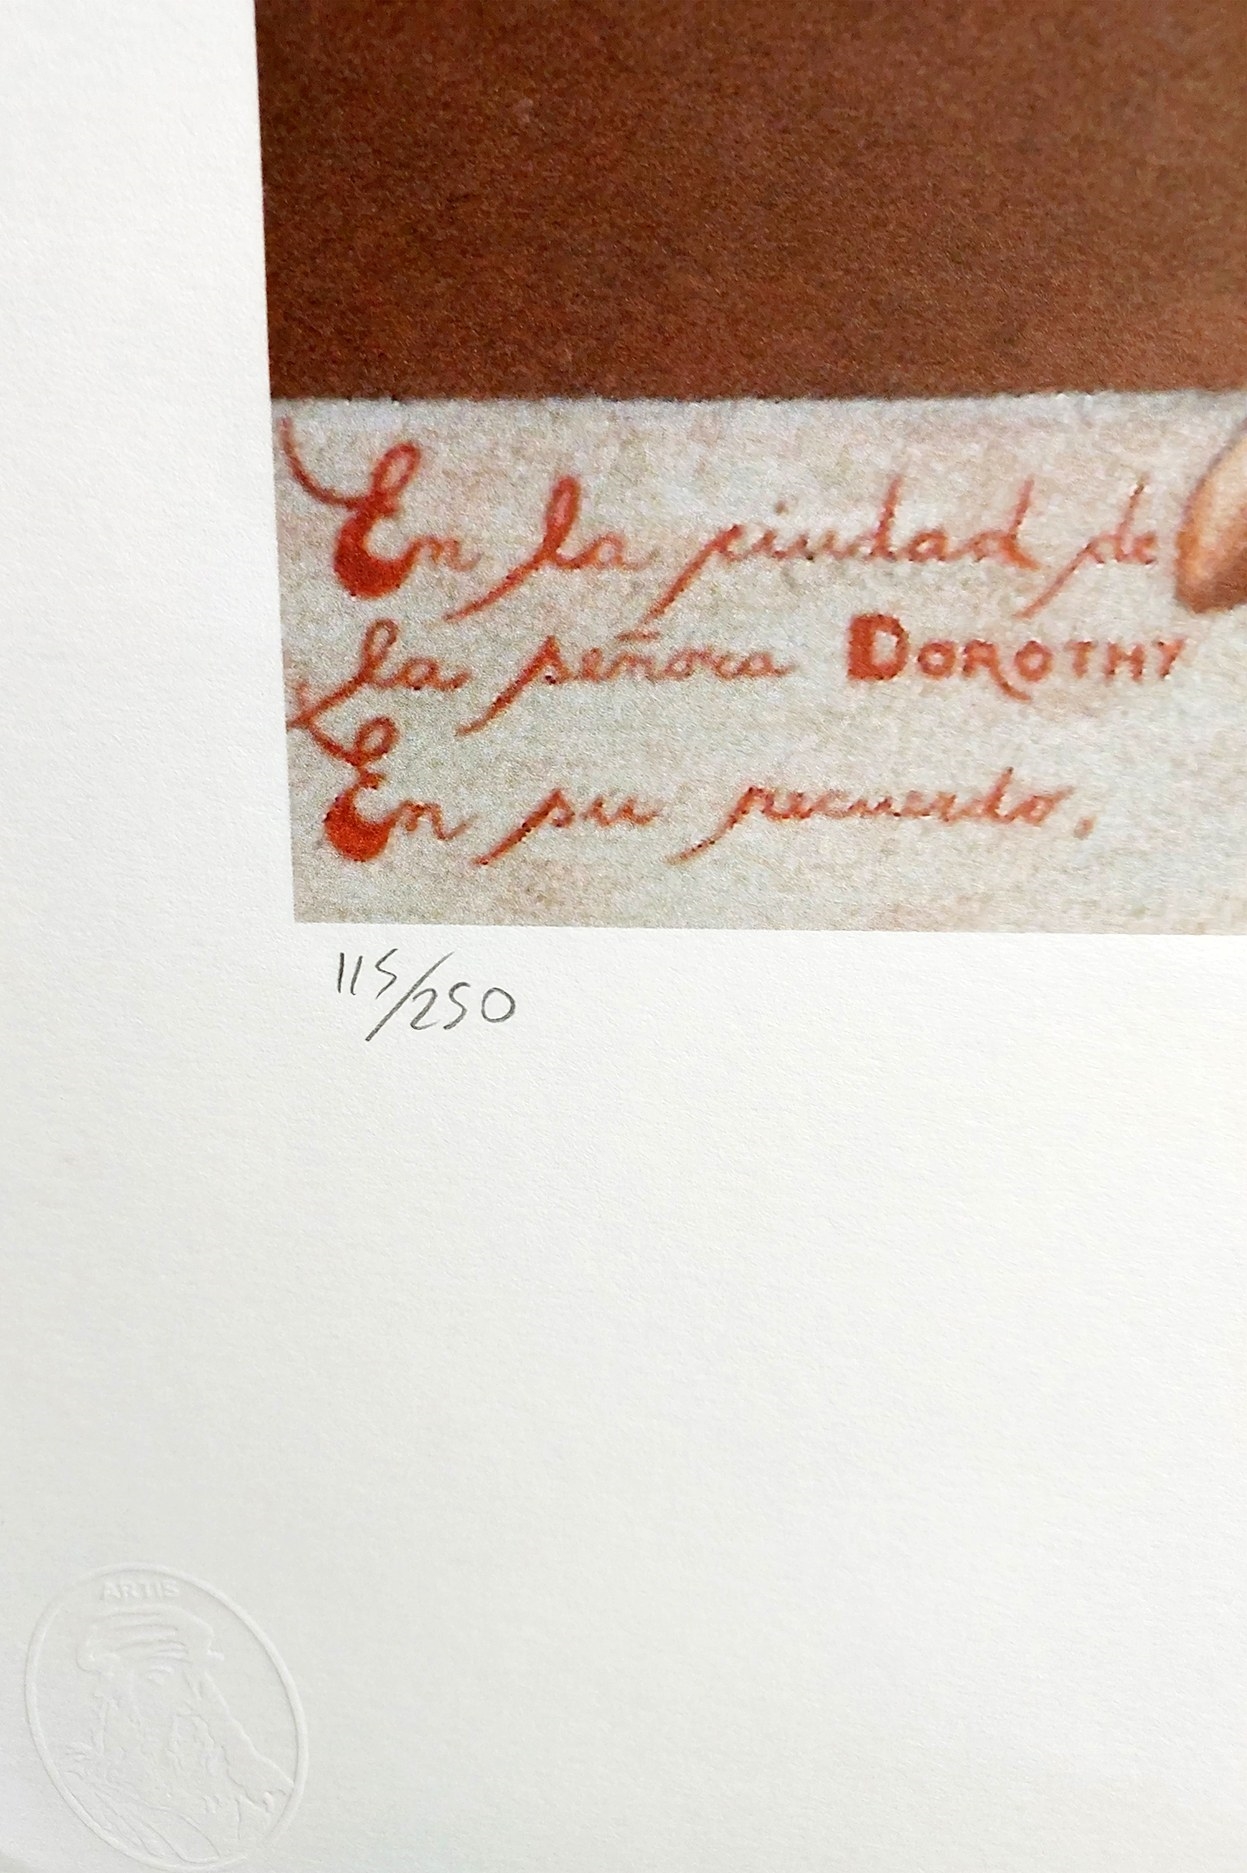 En la ciudad de
la señora DOROTHY
En su recuerdo,
115/250
ARTIS